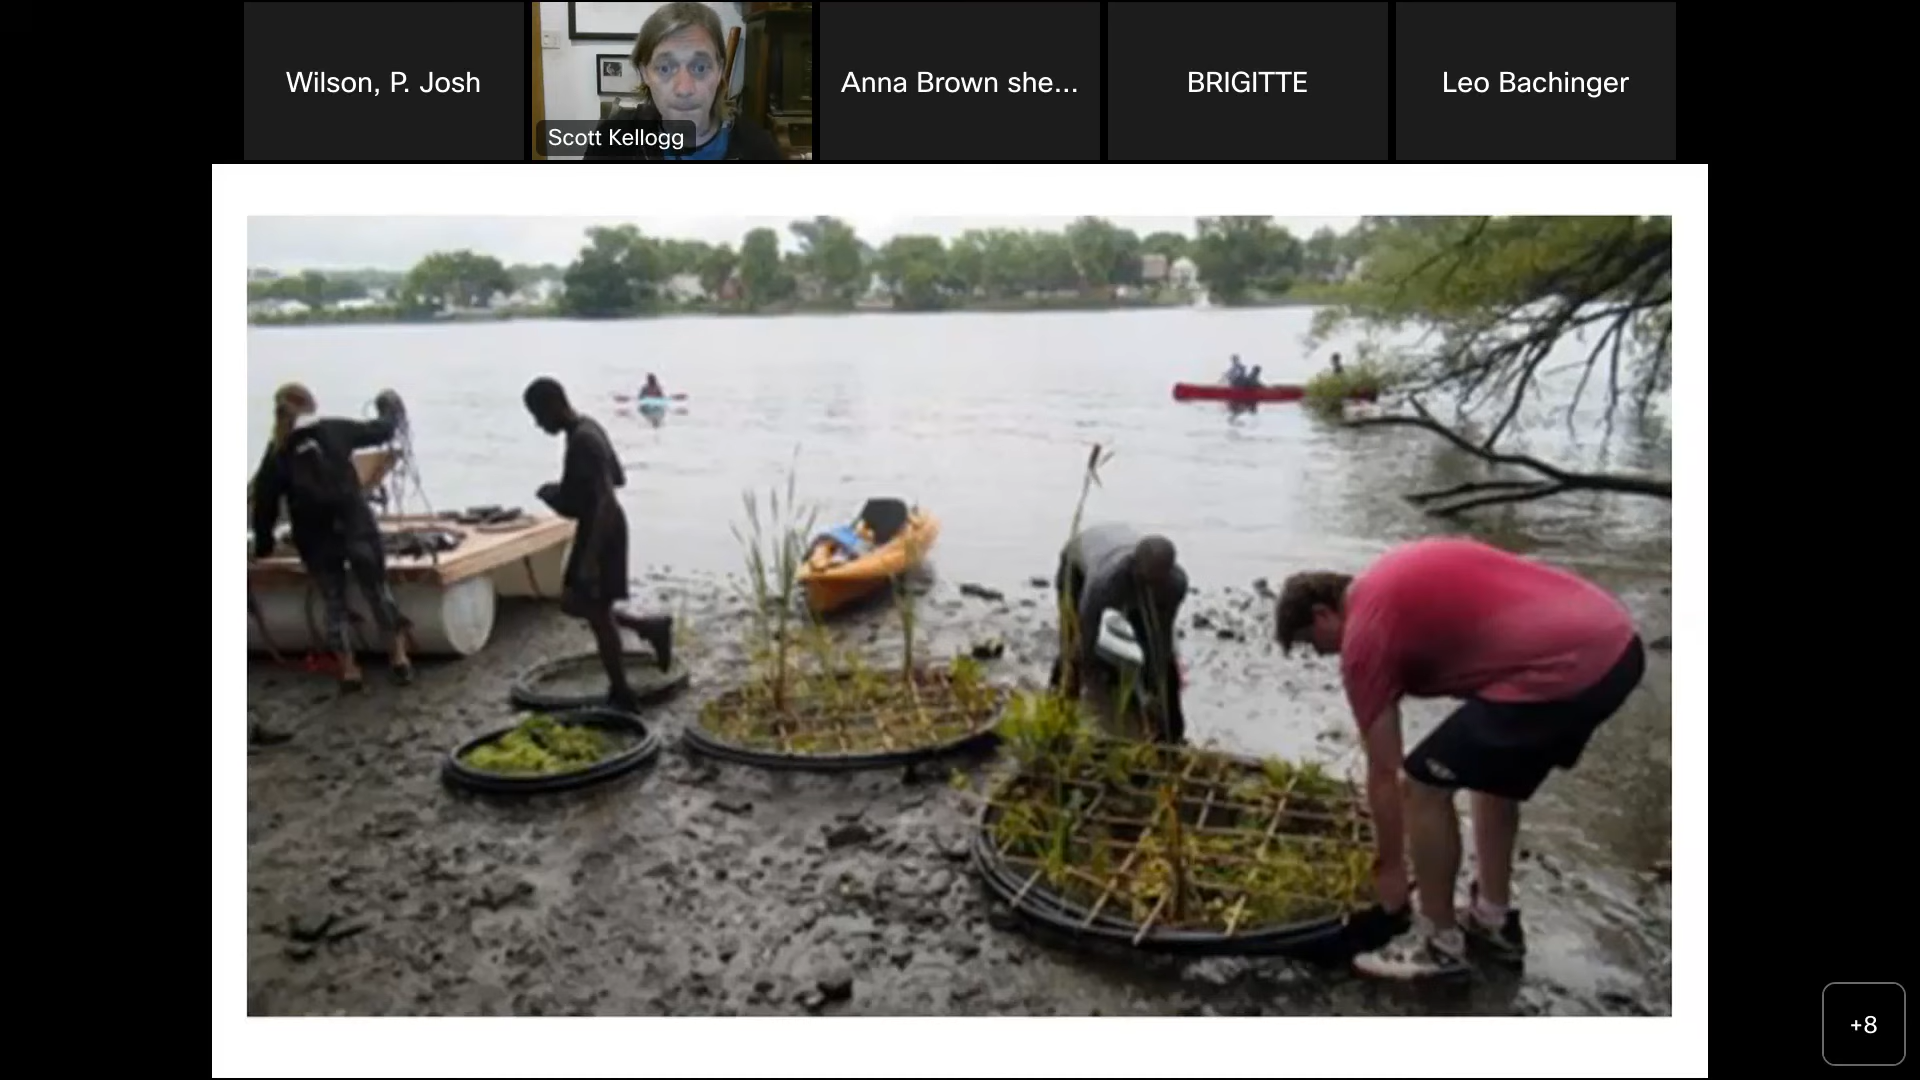 Wilson, P. Josh
Scott Kellogg
Anna Brown she...
BRIGITTE
Leo Bachinger
+8